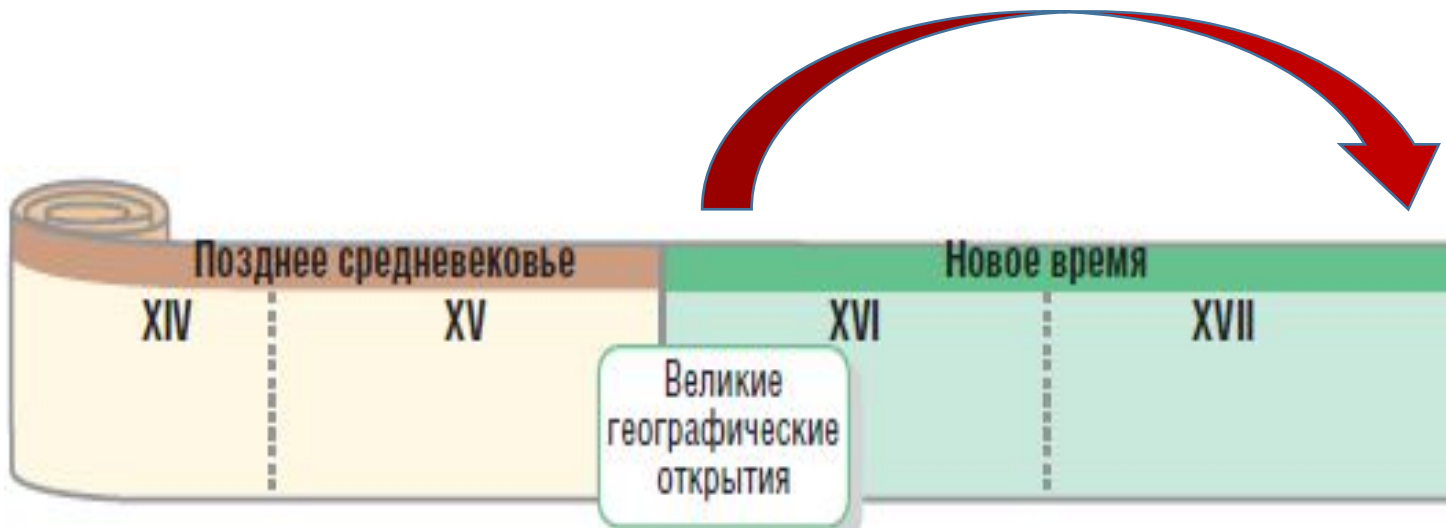 Позднее средневековье Новое время
XIV XV XVI XVII
Великие
географические
открытия